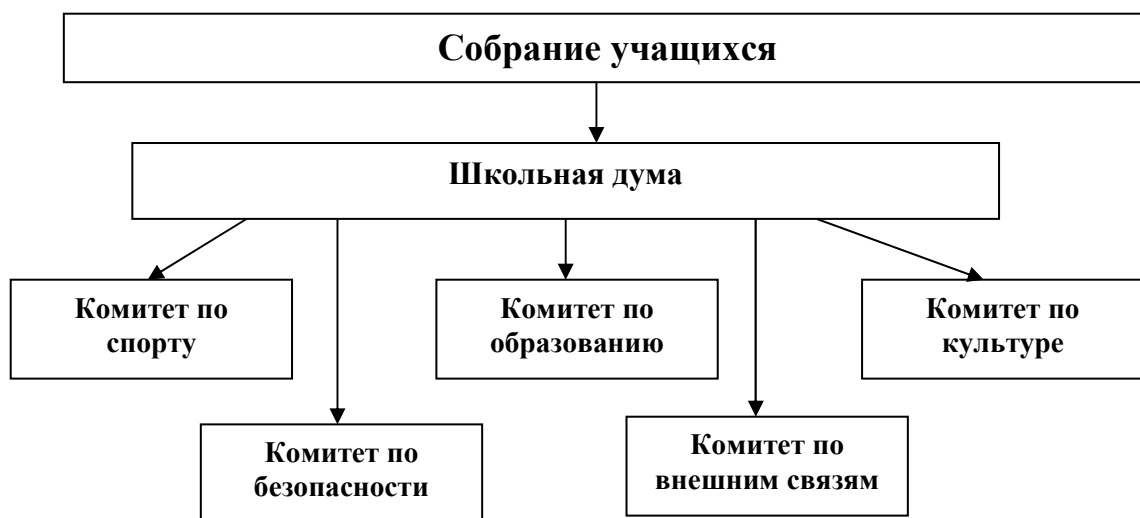 Собрание учащихся
Школьная дума
Комитет по
спорту
Комитет по
образованию
Комитет по
культуре
Комитет по
безопасности
Комитет по
внешним связям